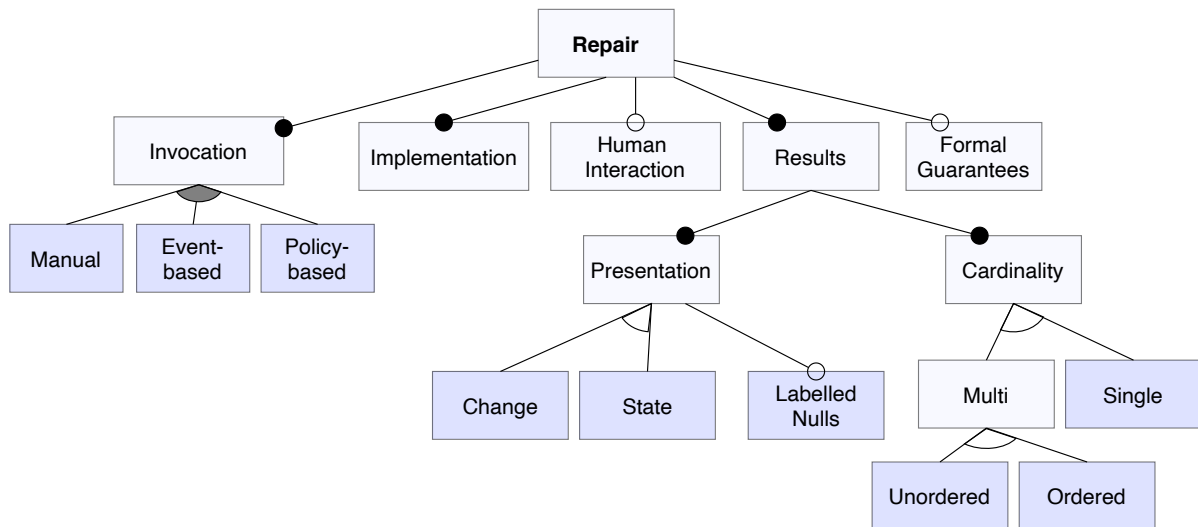 Repair
Invocation
Implementation
Human
Interaction
Results
Formal
Guarantees
Manual
Event-
based
Policy-
based
Presentation
Cardinality
Change
State
Labelled
Nulls
Multi
Single
Unordered
Ordered